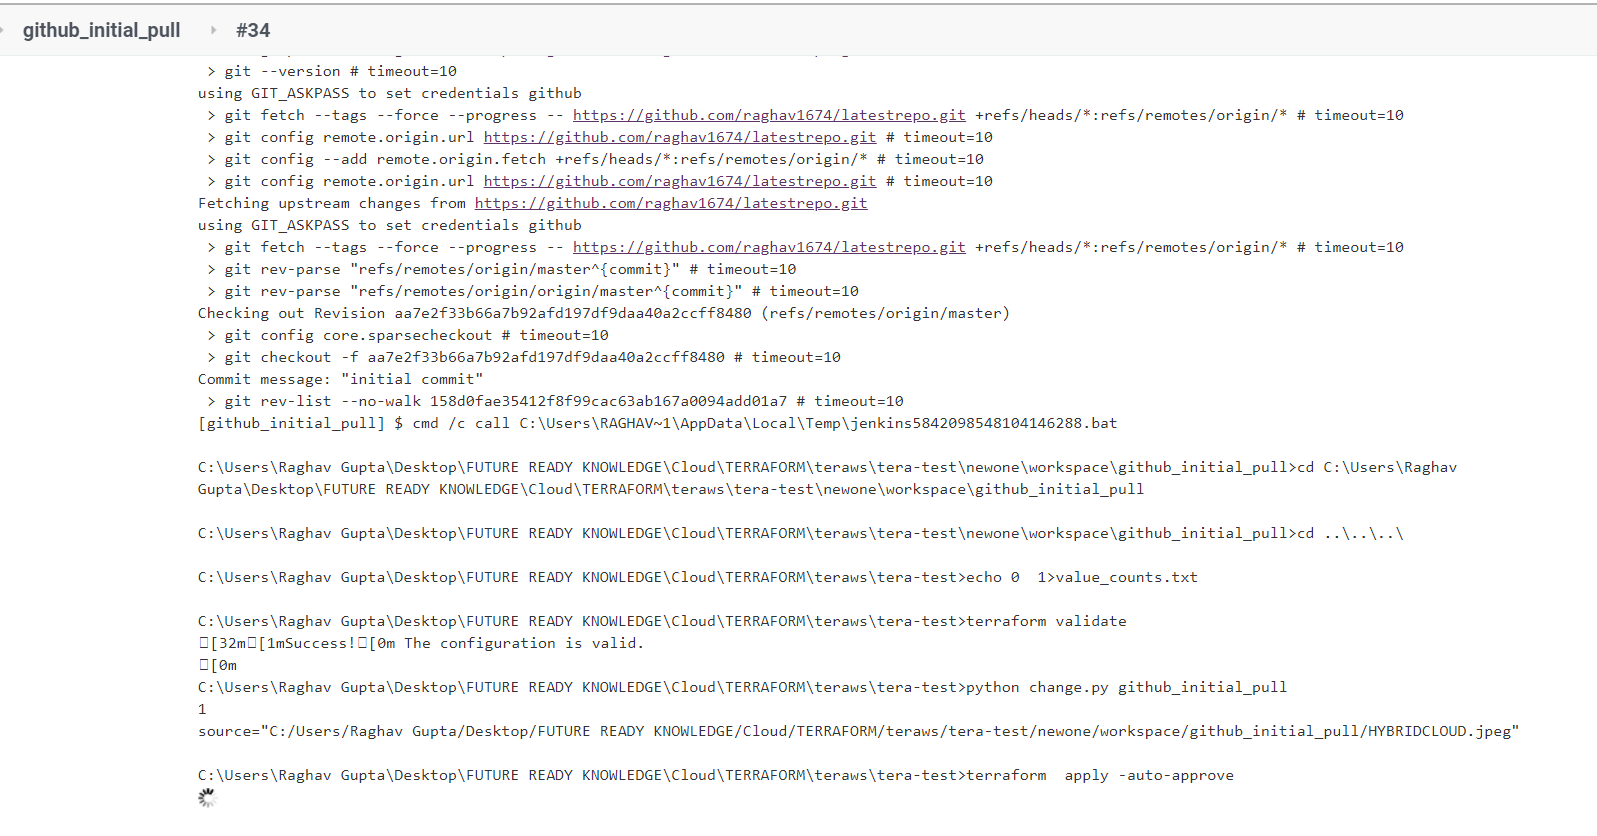 github_initial_pull #34
> git --version # timeout=10
using GIT_ASKPASS to set credentials github
> git fetch --tags --force --progress -- https://github.com/raghav1674/latestrepo.git +refs/heads/*:refs/remotes/origin/* # timeout=10
> git config remote.origin.url https://github.com/raghav1674/latestrepo.git # timeout=10
> git config --add remote.origin.fetch +refs/heads/*:refs/remotes/origin/* # timeout=10
> git config remote.origin.url https://github.com/raghav1674/latestrepo.git # timeout=10
Fetching upstream changes from https://github.com/raghav1674/latestrepo.git
using GIT_ASKPASS to set credentials github
> git fetch --tags --force --progress -- https://github.com/raghav1674/latestrepo.git +refs/heads/*:refs/remotes/origin/* # timeout=10
> git rev-parse "refs/remotes/origin/master^{commit}" # timeout=10
> git rev-parse "refs/remotes/origin/origin/master^{commit}" # timeout=10
Checking out Revision aa7e2f33b66a7b92afd197df9daa40a2ccff8480 (refs/remotes/origin/master)
> git config core.sparsecheckout # timeout=10
> git checkout -f aa7e2f33b66a7b92afd197df9daa40a2ccff8480 # timeout=10
Commit message: "initial commit"
> git rev-list --no-walk 158d0fae35412f8f99cac63ab167a0094add01a7 # timeout=10
[github_initial_pull] $ cmd /c call C:\Users\RAGHAV~1\AppData\Local\Temp\jenkins5842098548104146288.bat
C:\Users\Raghav Gupta\Desktop\FUTURE READY KNOWLEDGE\Cloud\TERRAFORM\teraws\tera-test\newone\workspace\github_initial_pull>cd C:\Users\Raghav
Gupta\Desktop\FUTURE READY KNOWLEDGE\Cloud\TERRAFORM\teraws\tera-test\newone\workspace\github_initial_pull
C:\Users\Raghav Gupta\Desktop\FUTURE READY KNOWLEDGE\Cloud\TERRAFORM\teraws\tera-test\newone\workspace\github_initial_pull>cd ..\..\..\
C:\Users\Raghav Gupta\Desktop\FUTURE READY KNOWLEDGE\Cloud\TERRAFORM\teraws\tera-test>echo 0  1>value_counts.txt
C:\Users\Raghav Gupta\Desktop\FUTURE READY KNOWLEDGE\Cloud\TERRAFORM\teraws\tera-test>terraform validate
□[32m□[1mSuccess!□[0m The configuration is valid.
□[0m
C:\Users\Raghav Gupta\Desktop\FUTURE READY KNOWLEDGE\Cloud\TERRAFORM\teraws\tera-test>python change.py github_initial_pull
1
source="C:/Users/Raghav Gupta/Desktop/FUTURE READY KNOWLEDGE/Cloud/TERRAFORM/teraws/tera-test/newone/workspace/github_initial_pull/HYBRIDCLOUD.jpeg"
C:\Users\Raghav Gupta\Desktop\FUTURE READY KNOWLEDGE\Cloud\TERRAFORM\teraws\tera-test>terraform  apply -auto-approve